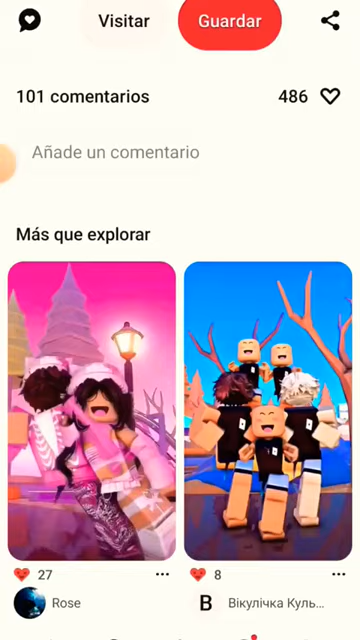 Visitar
Guardar
101 comentarios
486
Añade un comentario
Más que explorar
27
8
Rose
B
Вікулічка Куль...